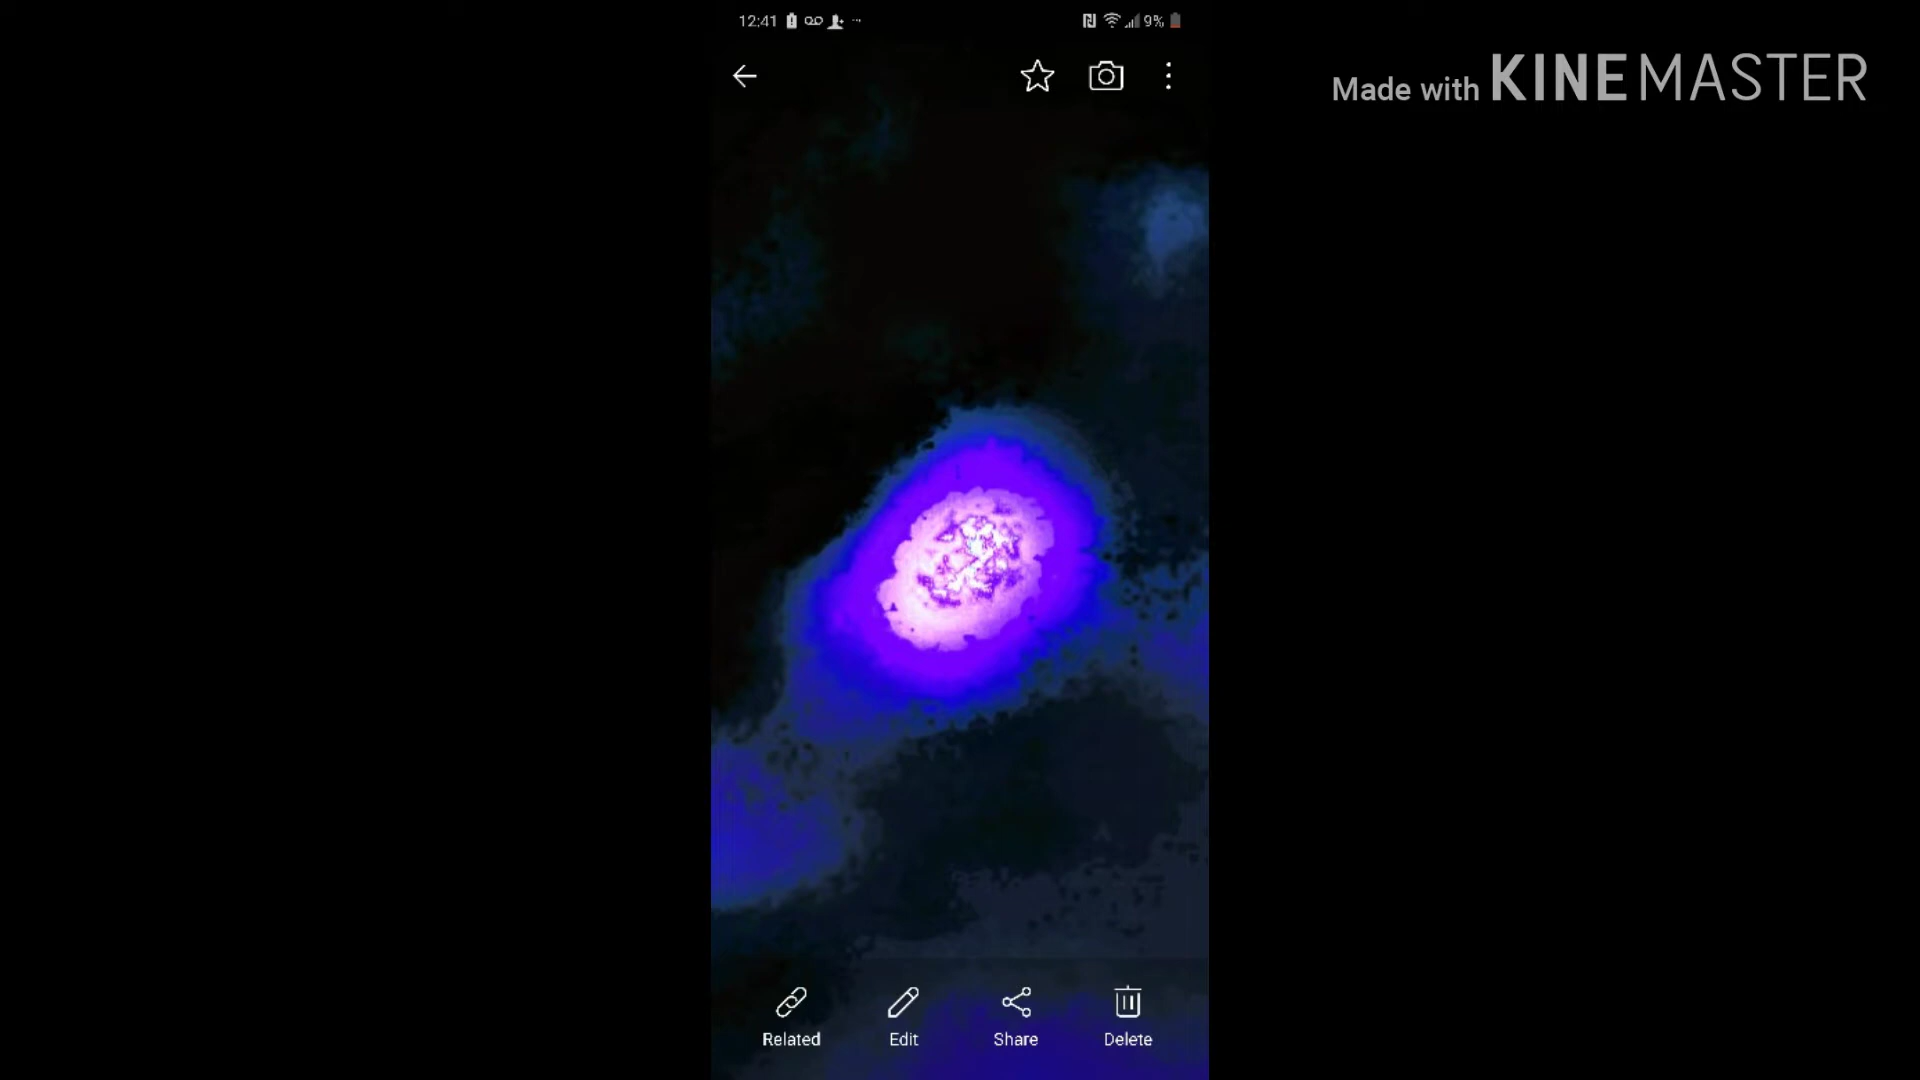 12:41
9%
Made with KINEMASTER
Related
Edit
Share
Delete